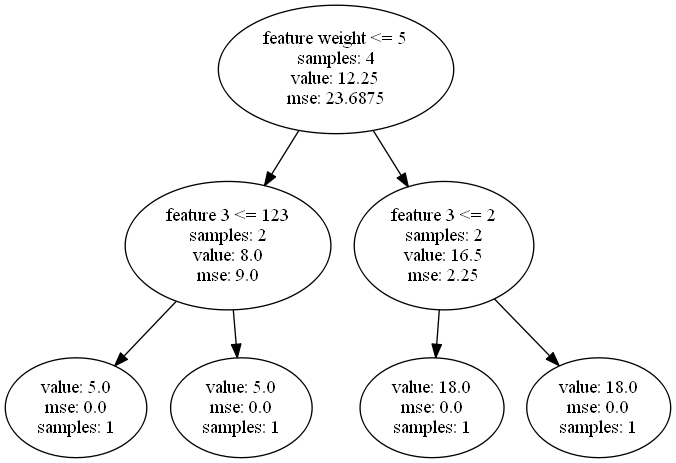 feature weight <= 5
samples: 4
value: 12.25
mse: 23.6875
feature 3 <= 123
samples: 2
value: 8.0
mse: 9.0
feature 3 <= 2
samples: 2
value: 16.5
mse: 2.25
value: 5.0
mse: 0.0
samples: 1
value: 5.0
mse: 0.0
samples: 1
value: 18.0
mse: 0.0
samples: 1
value: 18.0
mse: 0.0
samples: 1